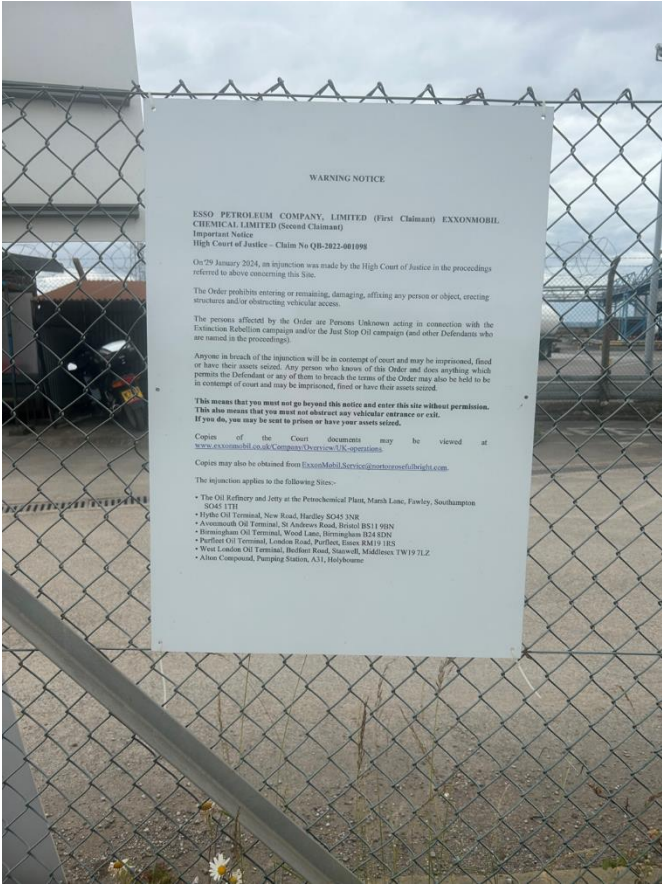 WARNING NOTICE
ESSO PETROLEUM COMPANY, LIMITED (First Claimant) EXXONMOBIL
CHEMICAL LIMITED (Second Claimant)
Important Notice
High Court of Justice – Claim No QB-2022-001098
On 29 January 2024, an injunction was made by the High Court of Justice in the proceedings
referred to above concerning this Site.
The Order prohibits entering or remaining, damaging, affixing any person or object, erecting
structures and/or obstructing vehicular access.
The persons affected by the Order are Persons Unknown acting in connection with the
Extinction Rebellion campaign and/or the Just Stop Oil campaign (and other Defendants who
are named in the proceedings).
Anyone in breach of the injunction will be in contempt of court and may be imprisoned, fined
or have their assets seized. Any person who knows of this Order and does anything which
permits the Defendant or any of them to breach the terms of the Order may also be held to be
in contempt of court and may be imprisoned, fined or have their assets seized.
This means that you must not go beyond this notice and enter this site without permission.
This also means that you must not obstruct any vehicular entrance or exit.
If you do, you may be sent to prison or have your assets seized.
Copies of the Court documents may be viewed at
www.exxonmobil.co.uk/Company/Overview/UK-operations.
Copies may also be obtained from ExxonMobil.Service@nortonrosefulbright.com.
The injunction applies to the following Sites:-
• The Oil Refinery and Jetty at the Petrochemical Plant, Marsh Lane, Fawley, Southampton
SO45 1TH
• Hythe Oil Terminal, New Road, Hardley SO45 3NR
• Avonmouth Oil Terminal, St Andrews Road, Bristol BS11 9BN
• Birmingham Oil Terminal, Wood Lane, Birmingham B24 8DN
• Purfleet Oil Terminal, London Road, Purfleet, Essex RM19 1RS
• West London Oil Terminal, Bedfont Road, Stanwell, Middlesex TW19 7LZ
• Alton Compound, Pumping Station, A31, Holybourne